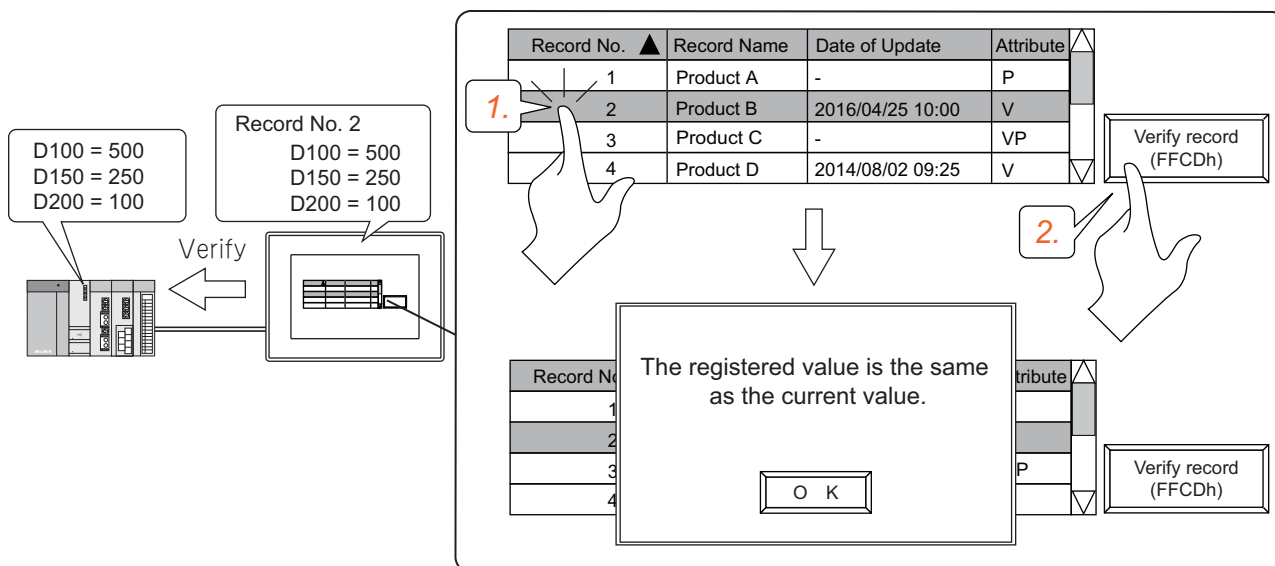 D100 = 500
D150 = 250
D200 = 100
Record No. 2
D100 = 500
D150 = 250
D200 = 100
Verify
Record No. ▲ Record Name Date of Update Attribute
1 Product A - P
2 Product B 2016/04/25 10:00 V
3 Product C - VP
4 Product D 2014/08/02 09:25 V
1.
Verify record
(FFCDh)
2.
Record No tribute
1
2
3 P
4
The registered value is the same
as the current value.
O K
Verify record
(FFCDh)